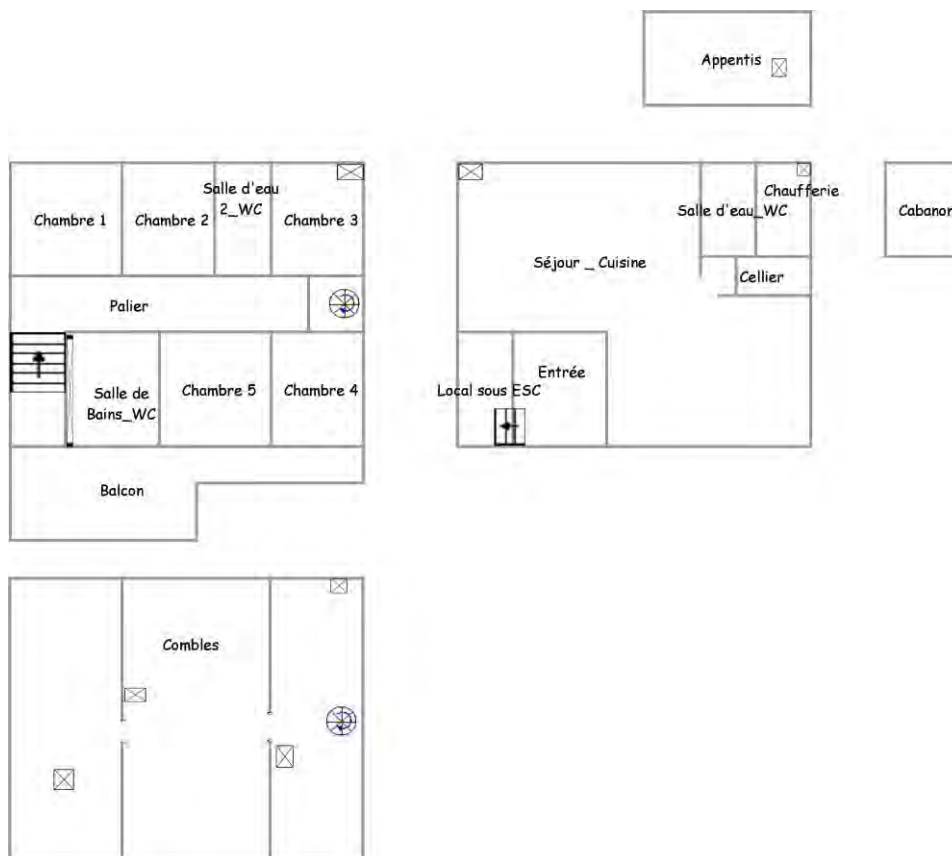 Appentis
Chambre 1
Chambre 2
Salle d'eau
2_WC
Chambre 3
Palier
Salle de
Bains_WC
Chambre 5
Chambre 4
Balcon
Séjour _ Cuisine
Salle d'eau_WC
Chaufferie
Cellier
Entrée
Local sous ESC
Cabanon
Combles